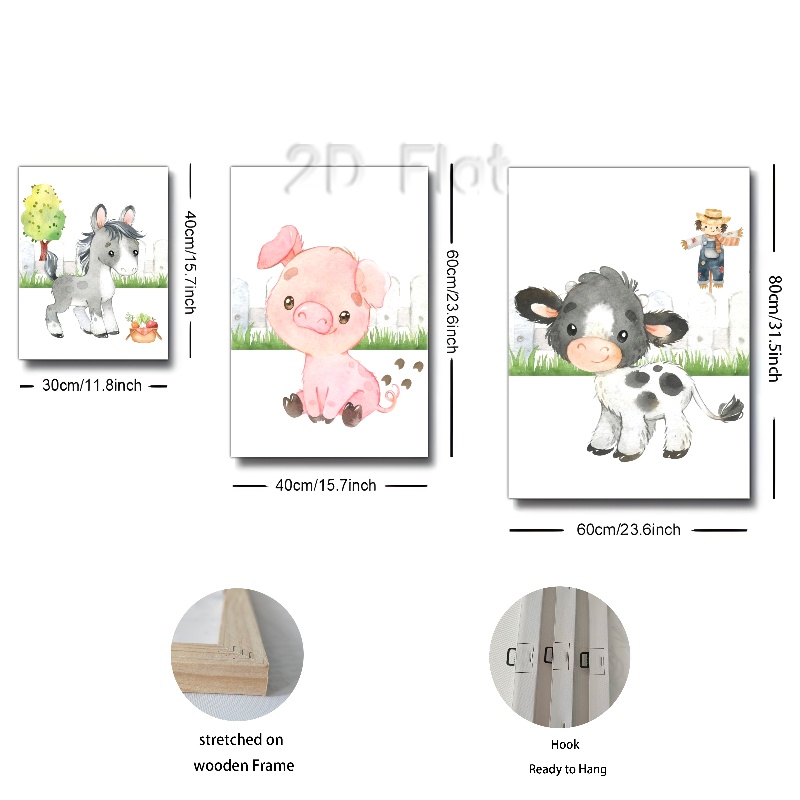 2D Flat
40cm/15.7inch
30cm/11.8inch
60cm/23.6inch
40cm/15.7inch
80cm/31.5inch
60cm/23.6inch
stretched on
wooden Frame
Hook
Ready to Hang